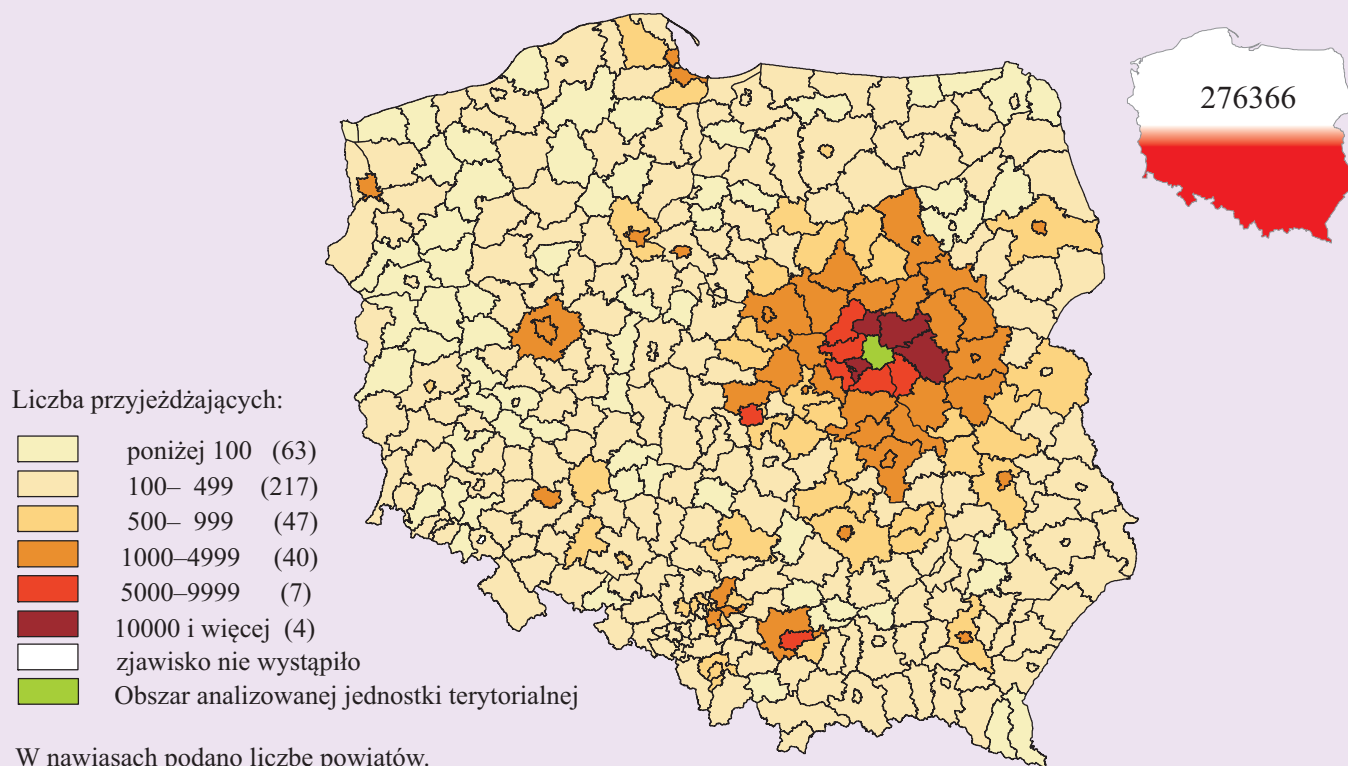 276366
Liczba przyjeżdżających:
poniżej 100 (63)
100– 499 (217)
500– 999 (47)
1000–4999 (40)
5000–9999 (7)
10000 i więcej (4)
zjawisko nie wystąpiło
Obszar analizowanej jednostki terytorialnej
W nawiasach podano liczbę powiatów.